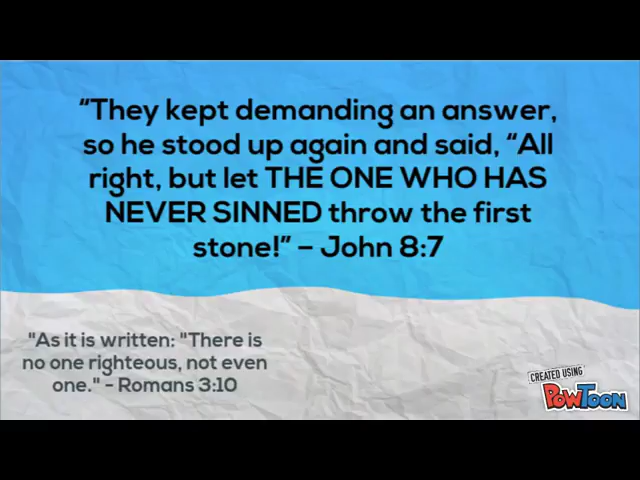 “They kept demanding an answer,
so he stood up again and said, “All
right, but let THE ONE WHO HAS
NEVER SINNED throw the first
stone!” – John 8:7
"As it is written: "There is
no one righteous, not even
one." - Romans 3:10
CREATED USING
POWTOON